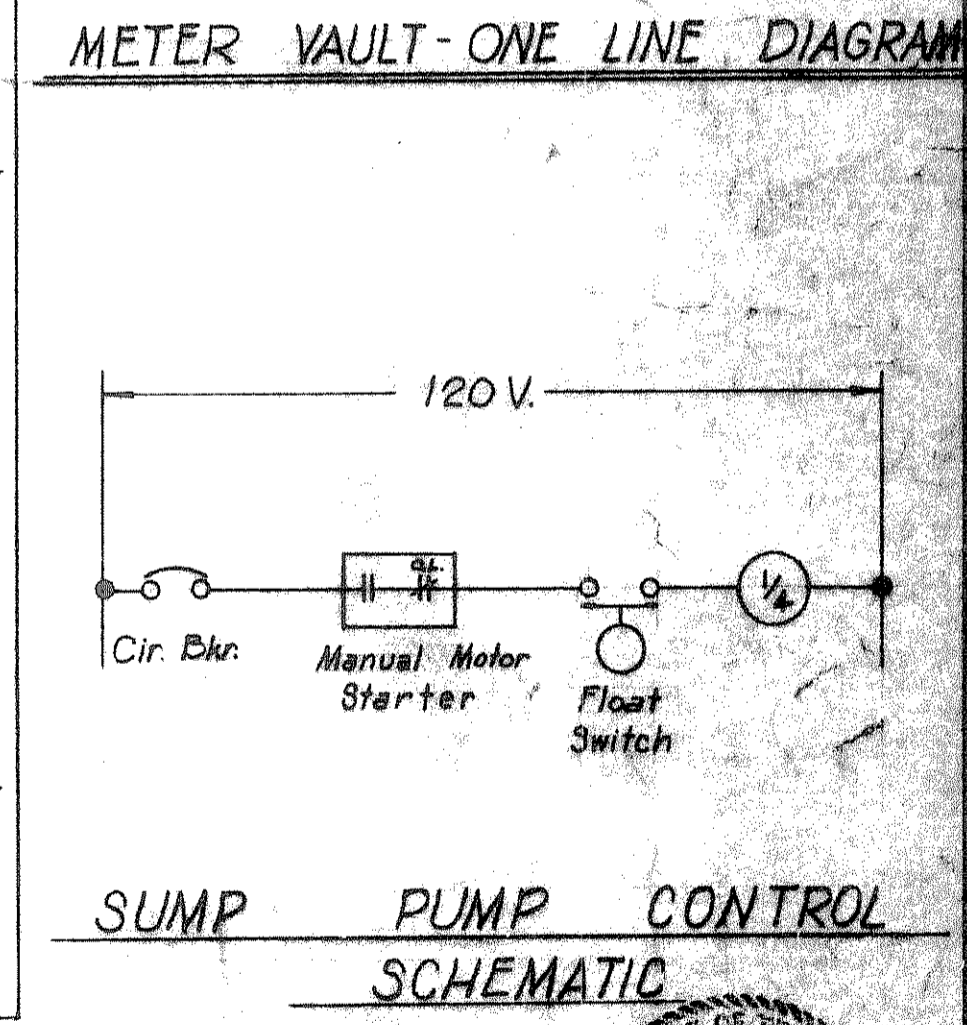 METER VAULT-ONE LINE DIAGRAM
120 V.
O.L.
1/4
Cir. Bkr.
Manual Motor
Starter
Float
Switch
SUMP PUMP CONTROL
SCHEMATIC